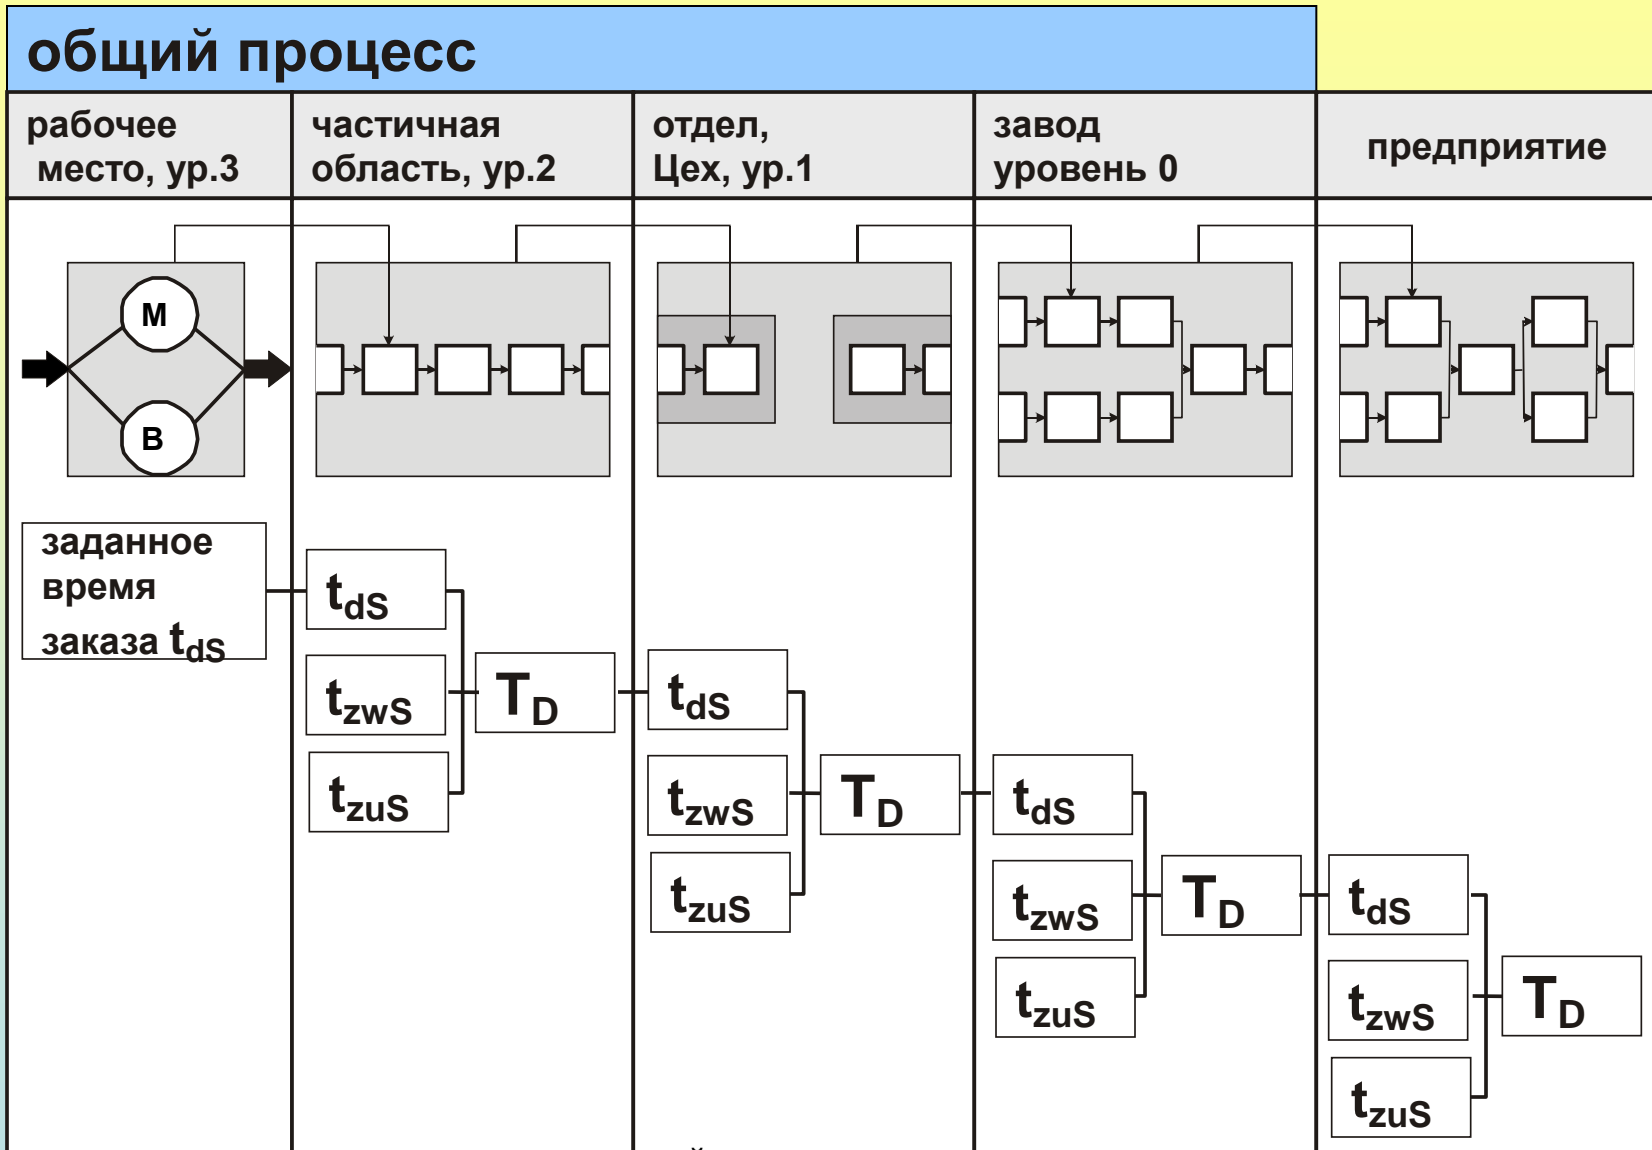 общий процесс
рабочее
место, ур.3
частичная
область, ур.2
отдел,
Цех, ур.1
завод
уровень 0
предприятие
M
B
заданное
время
заказа tdS
tdS
tzwS
tzuS
TD
tdS
tzwS
tzuS
TD
tdS
tzwS
tzuS
TD
tdS
tzwS
tzuS
TD